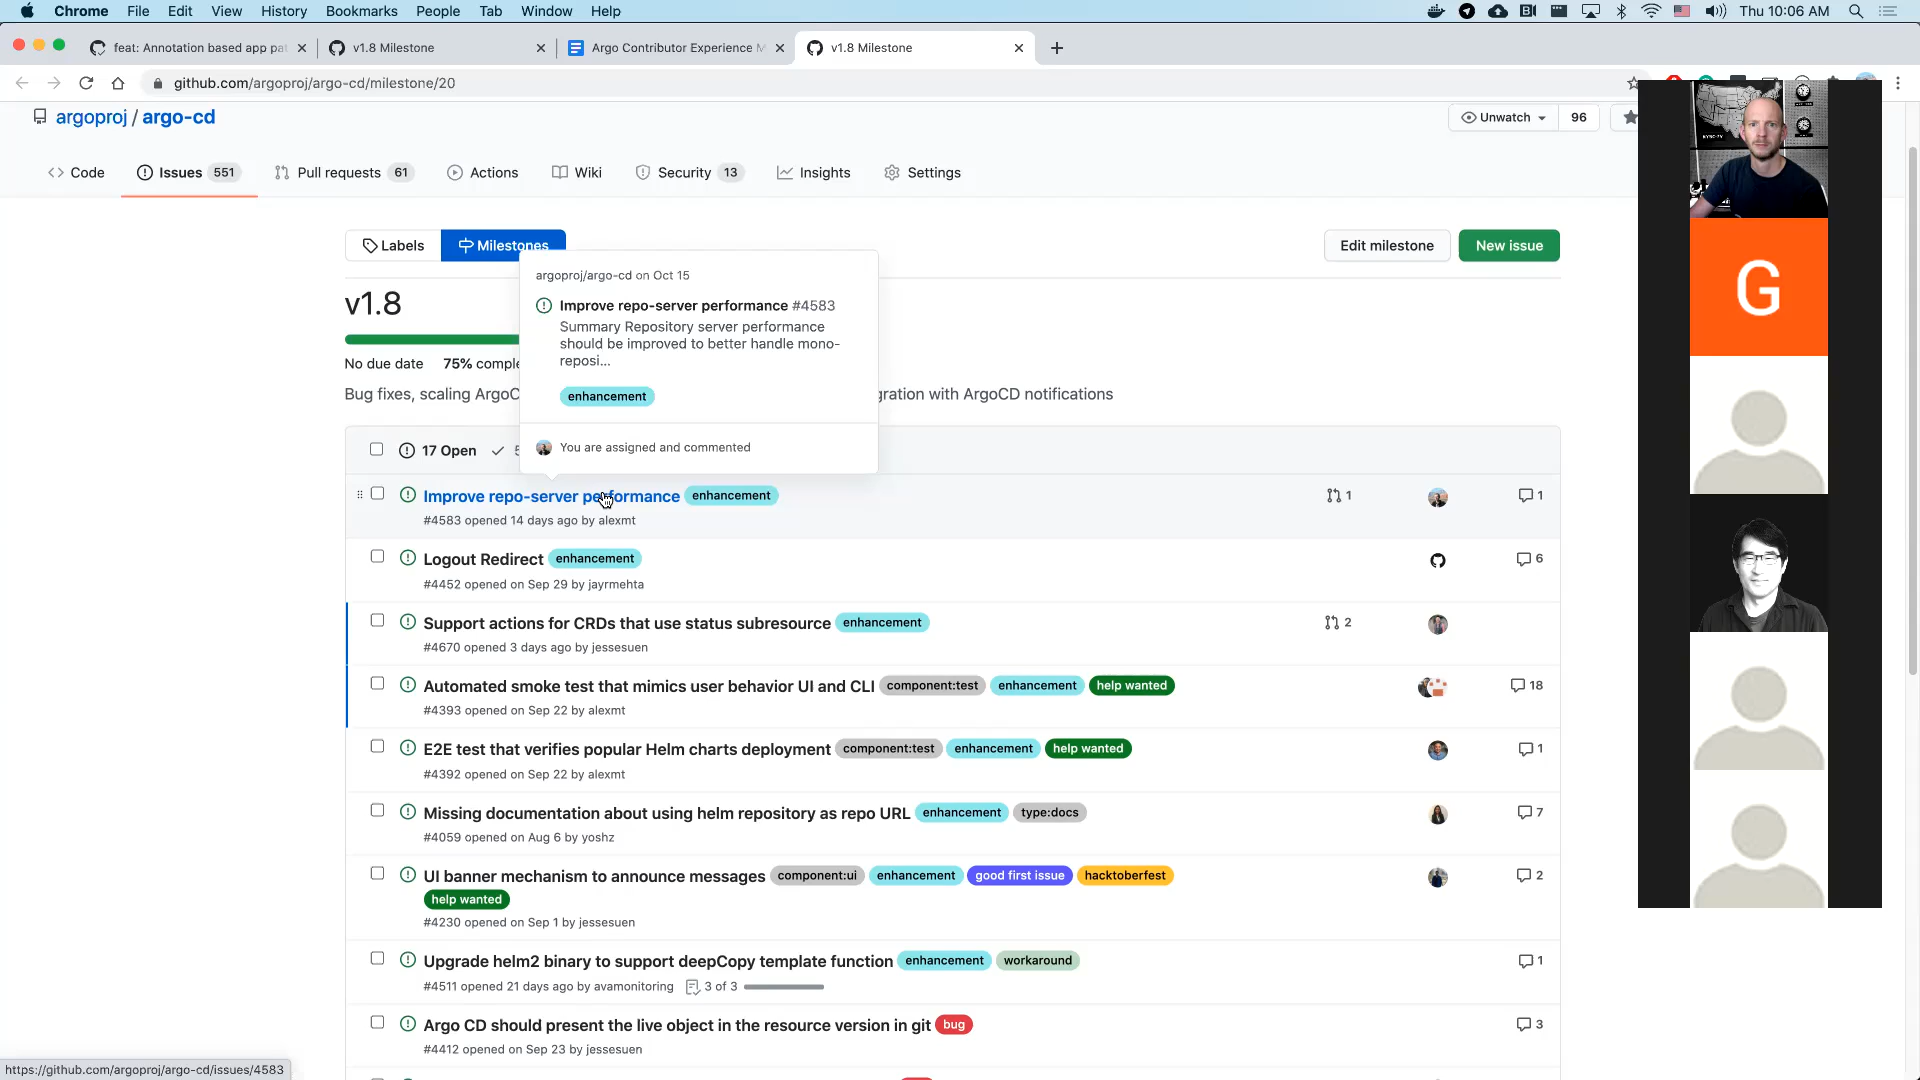 Chrome File Edit View History Bookmarks People Tab Window Help Thu 10:06 AM
feat: Annotation based app pa
v1.8 Milestone
Argo Contributor Experience M
v1.8 Milestone
github.com/argoproj/argo-cd/milestone/20
argoproj / argo-cd
Unwatch 96
Code
Issues 551
Pull requests 61
Actions
Wiki
Security 13
Insights
Settings
Labels
Milestones
Edit milestone
New issue
argoproj/argo-cd on Oct 15
Improve repo-server performance #4583
Summary Repository server performance
should be improved to better handle mono-
reposi...
enhancement
You are assigned and commented
v1.8
No due date 75% comple
Bug fixes, scaling ArgoC gration with ArgoCD notifications
17 Open 5
Improve repo-server performance enhancement 1 1
#4583 opened 14 days ago by alexmt
Logout Redirect enhancement 6
#4452 opened on Sep 29 by jayrmehta
Support actions for CRDs that use status subresource enhancement 2
#4670 opened 3 days ago by jessesuen
Automated smoke test that mimics user behavior UI and CLI component:test enhancement help wanted 18
#4393 opened on Sep 22 by alexmt
E2E test that verifies popular Helm charts deployment component:test enhancement help wanted 1
#4392 opened on Sep 22 by alexmt
Missing documentation about using helm repository as repo URL enhancement type:docs 7
#4059 opened on Aug 6 by yoshz
UI banner mechanism to announce messages component:ui enhancement good first issue hacktoberfest 2
help wanted
#4230 opened on Sep 1 by jessesuen
Upgrade helm2 binary to support deepCopy template function enhancement workaround 1
#4511 opened 21 days ago by avamonitoring 3 of 3
Argo CD should present the live object in the resource version in git bug 3
#4412 opened on Sep 23 by jessesuen
https://github.com/argoproj/argo-cd/issues/4583
G